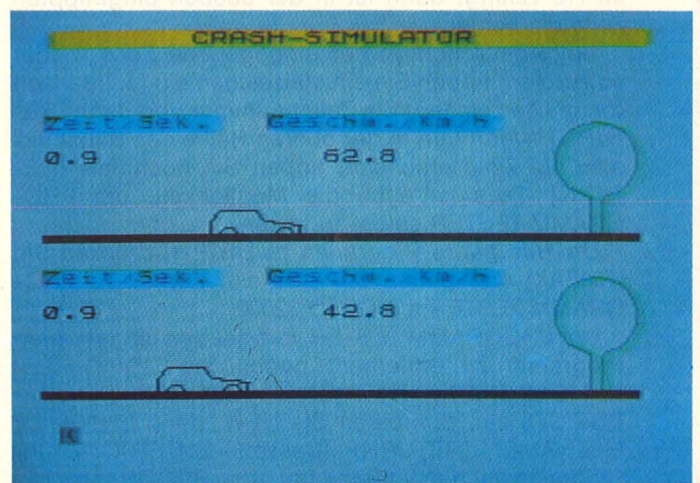 CRASH-SIMULATOR
Zeit/Sek. Geschw./Km/h
0.9 62.8
Zeit/Sek. Geschw. Km/h
0.9 42.8
K